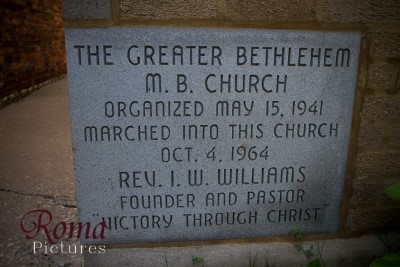 THE GREATER BETHLEHEM
M. B. CHURCH
ORGANIZED MAY 15, 1941
MARCHED INTO THIS CHURCH
OCT. 4, 1964
REV. I. W. WILLIAMS
FOUNDER AND PASTOR
"VICTORY THROUGH CHRIST"
Roma
Pictures